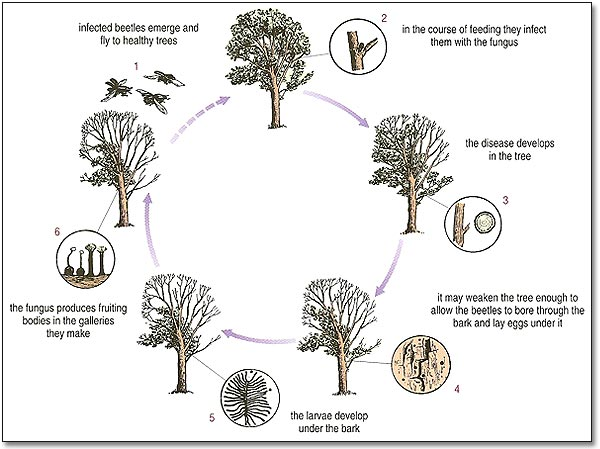 infected beetles emerge and
fly to healthy trees
1
2
in the course of feeding they infect
them with the fungus
the disease develops
in the tree
3
it may weaken the tree enough to
allow the beetles to bore through the
bark and lay eggs under it
4
the larvae develop
under the bark
5
6
the fungus produces fruiting
bodies in the galleries
they make